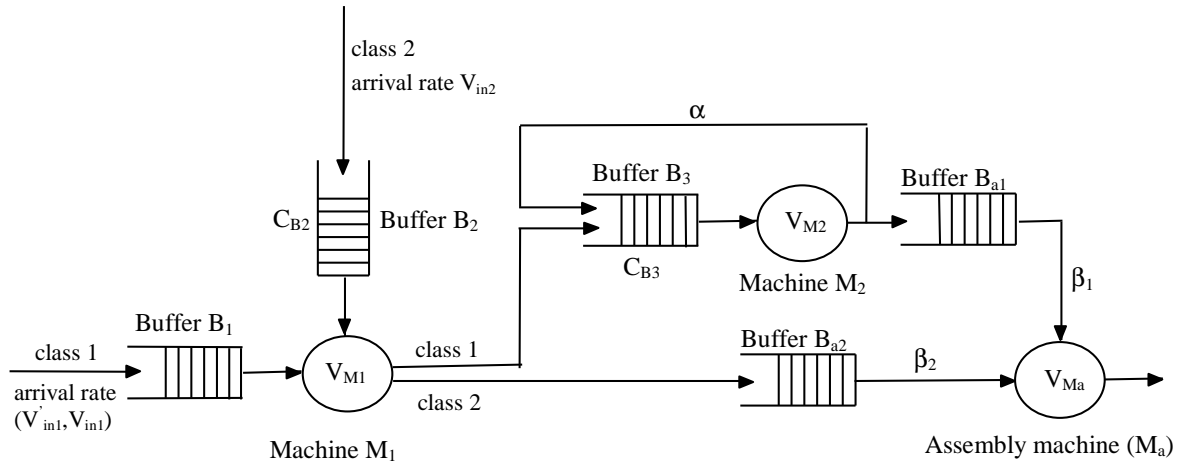 class 2
arrival rate V_in2
α
Buffer B_3
Buffer B_a1
C_B2
Buffer B_2
V_M2
C_B3
Machine M_2
β_1
Buffer B_1
Buffer B_a2
class 1
V_M1
class 1
β_2
V_Ma
arrival rate
(V'_in1,V_in1)
class 2
Machine M_1
Assembly machine (M_a)